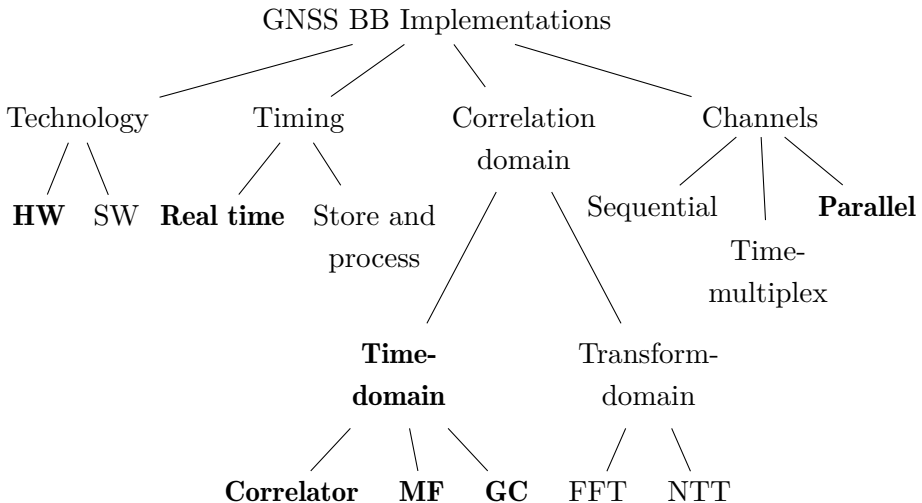 GNSS BB Implementations
Technology
Timing
Correlation
domain
Channels
HW
SW
Real time
Store and
process
Sequential
Time-
multiplex
Parallel
Time-
domain
Transform-
domain
Correlator
MF
GC
FFT
NTT